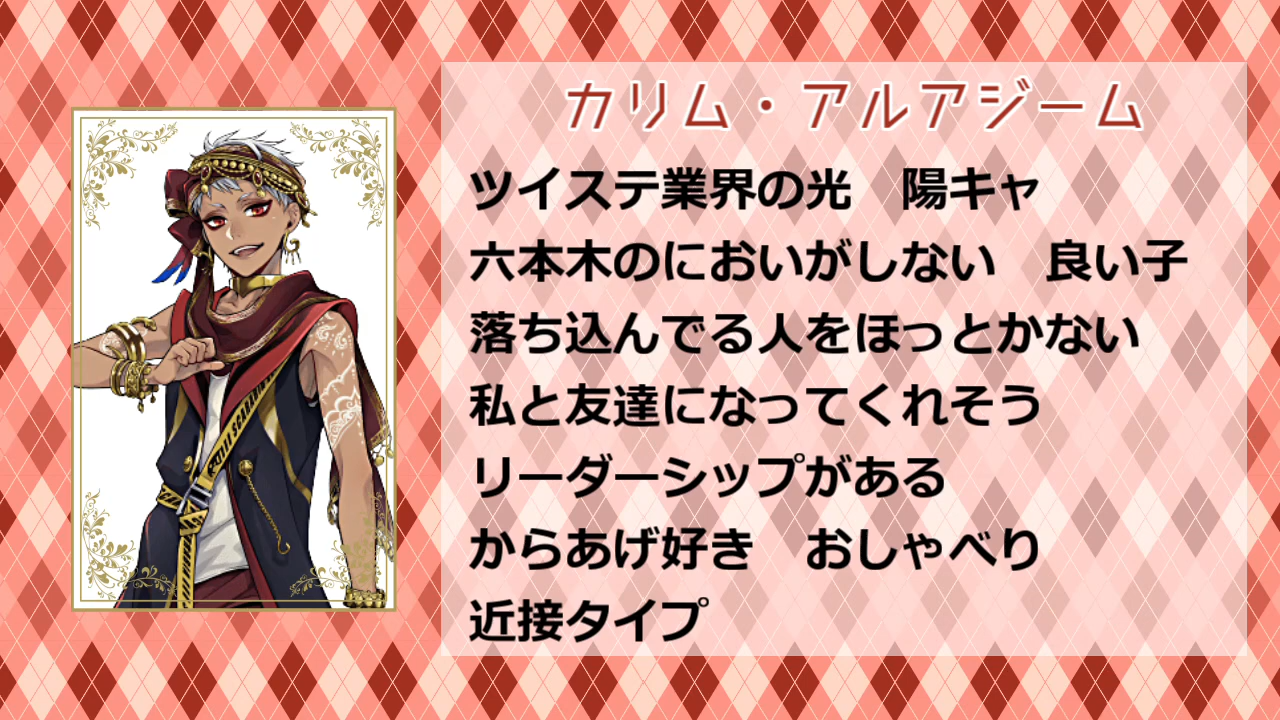 カリム・アルアジーム
ツイステ業界の光　陽キャ
六本木のにおいがしない　良い子
落ち込んでる人をほっとかない
私と友達になってくれそう
リーダーシップがある
からあげ好き　おしゃべり
近接タイプ